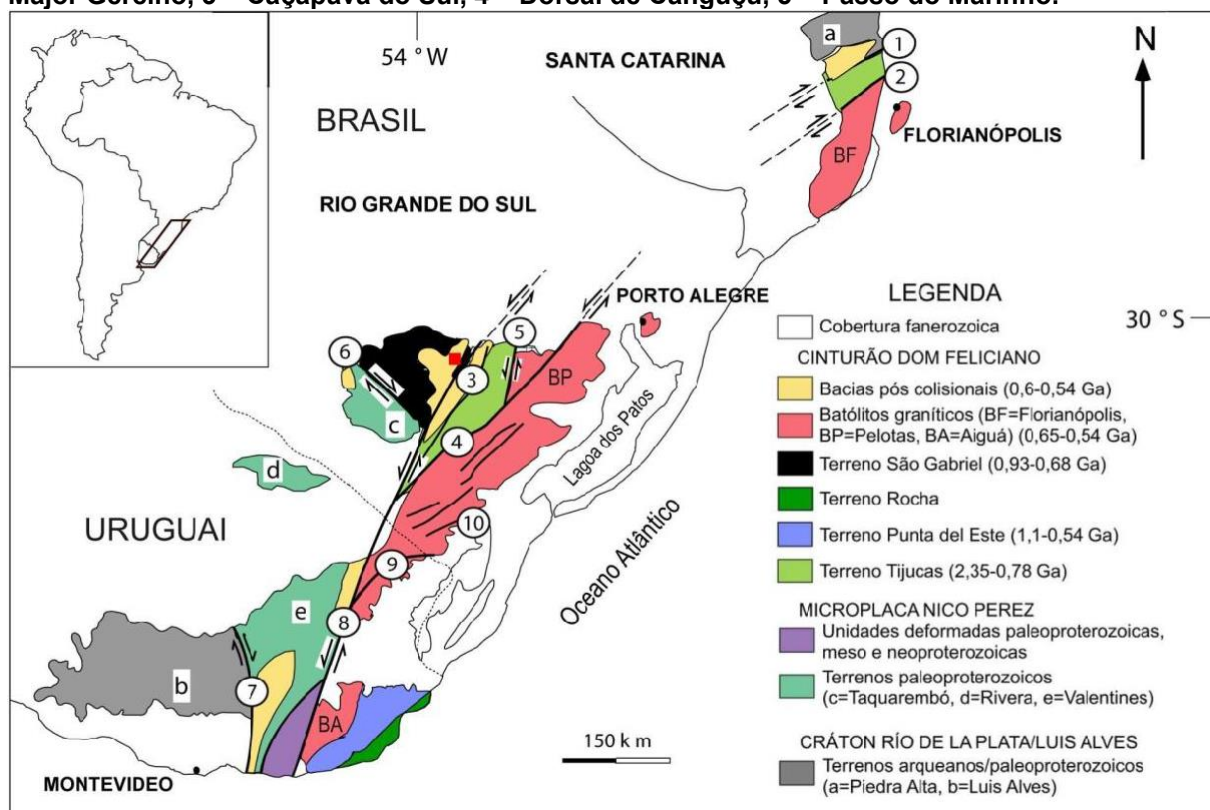 Major Gercino, 3 – Caçapava do Sul, 4 – Dorsal de Canguçu, 5 – Passo do Marinho.
a
1
54 ° W
SANTA CATARINA
N
2
BRASIL
FLORIANÓPOLIS
BF
RIO GRANDE DO SUL
PORTO ALEGRE
LEGENDA
30 ° S
Cobertura fanerozoica
5
6
BP
CINTURÃO DOM FELICIANO
3
Bacias pós colisionais (0,6-0,54 Ga)
c
Batólitos graníticos (BF=Florianópolis,
BP=Pelotas, BA=Aiguá) (0,65-0,54 Ga)
4
Lagoa dos Patos
d
Terreno São Gabriel (0,93-0,68 Ga)
Terreno Rocha
10
URUGUAI
Terreno Punta del Este (1,1-0,54 Ga)
9
Oceano Atlântico
Terreno Tijucas (2,35-0,78 Ga)
e
MICROPLACA NICO PEREZ
8
Unidades deformadas paleoproterozoicas,
meso e neoproterozoicas
b
7
Terrenos paleoproterozoicos
(c=Taquarembó, d=Rivera, e=Valentines)
BA
150 k m
CRÁTON RÍO DE LA PLATA/LUIS ALVES
MONTEVIDEO
Terrenos arqueanos/paleoproterozoicos
(a=Piedra Alta, b=Luis Alves)